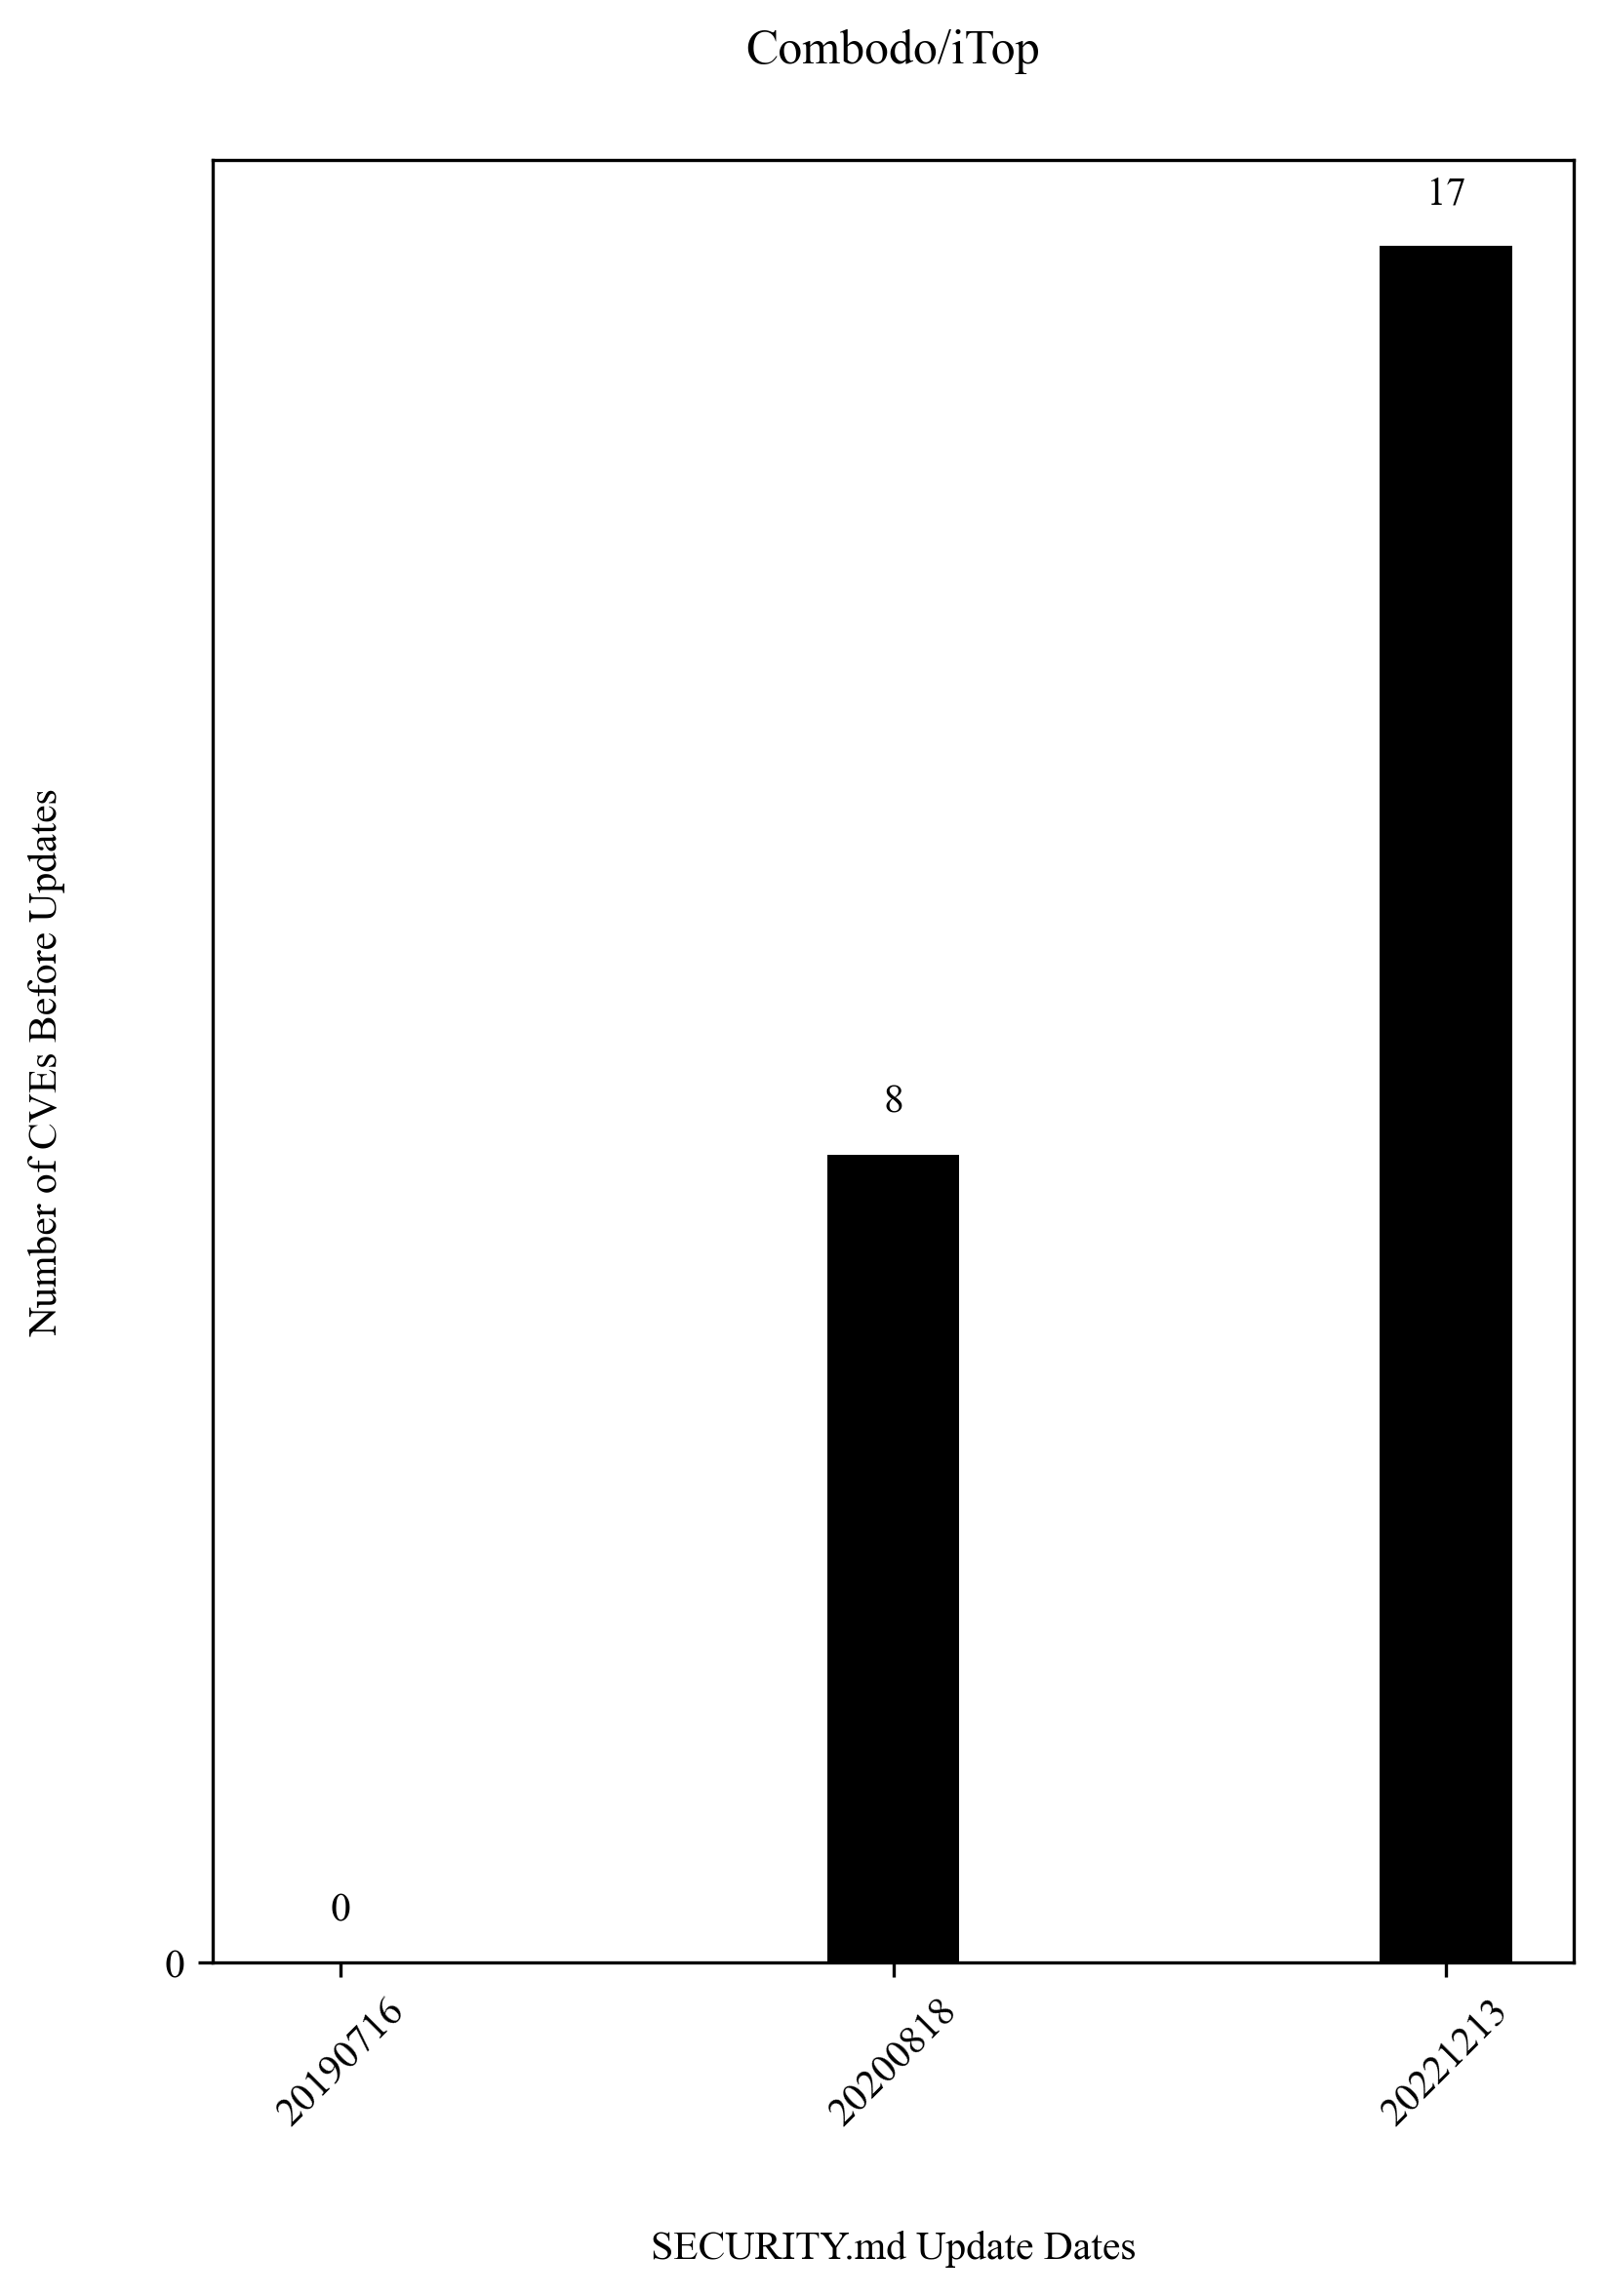 Combodo/iTop
17
8
0
0
20190716
20200818
20221213
Number of CVEs Before Updates
SECURITY.md Update Dates